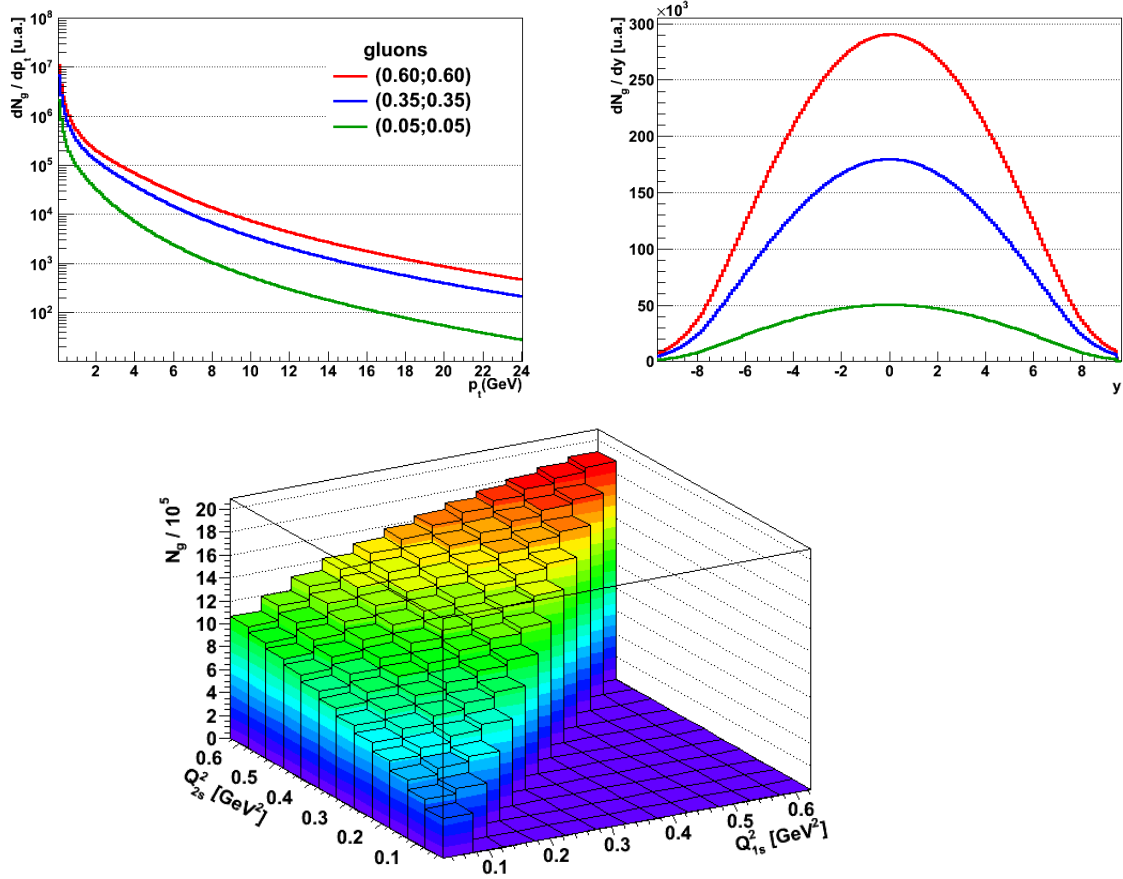 dN_g / dp_t [u.a.]
10^8
10^7
10^6
10^5
10^4
10^3
10^2
gluons
(0.60;0.60)
(0.35;0.35)
(0.05;0.05)
2 4 6 8 10 12 14 16 18 20 22 24
p_t(GeV)
dN_g / dy [u.a.]
×10^3
300
250
200
150
100
50
0
-8 -6 -4 -2 0 2 4 6 8
y
N_g / 10^5
20
18
16
14
12
10
8
6
4
2
0
0.6 0.5 0.4 0.3 0.2 0.1
Q^2_2s [GeV^2]
0.1 0.2 0.3 0.4 0.5 0.6
Q^2_1s [GeV^2]